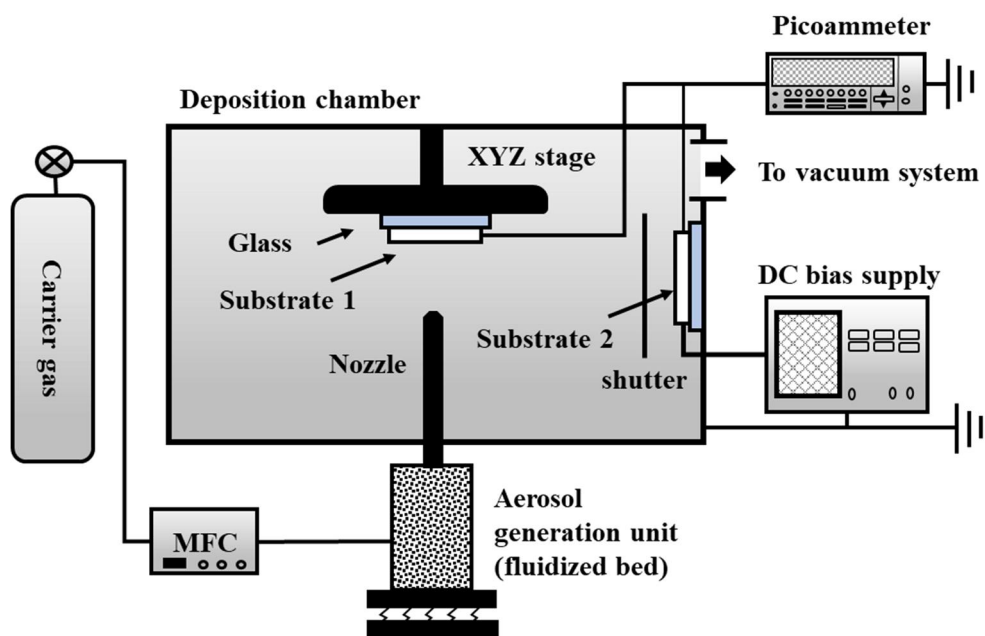 Picoammeter
Deposition chamber
XYZ stage
To vacuum system
Glass
Substrate 1
Carrier gas
DC bias supply
Nozzle
Substrate 2
shutter
Aerosol
generation unit
(fluidized bed)
MFC